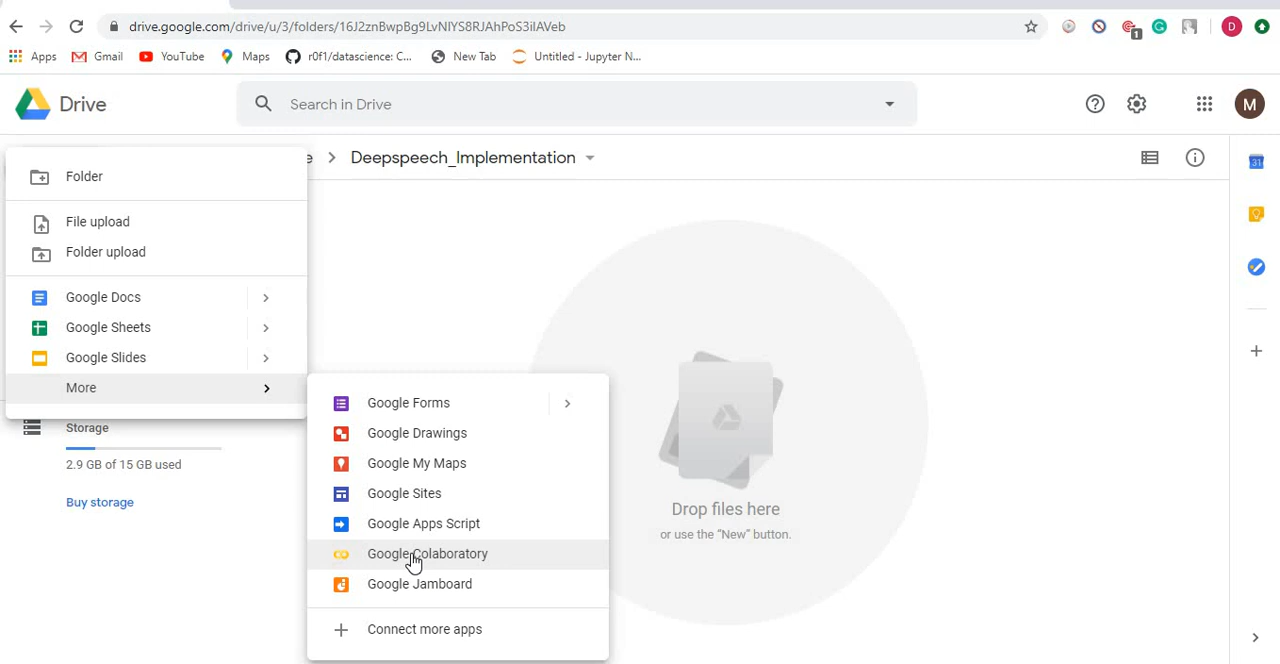 drive.google.com/drive/u/3/folders/16J2znBwpBg9LvNIYS8RJAhPoS3iIAVeb
1
D
Apps Gmail YouTube Maps r0f1/datascience: C... New Tab Untitled - Jupyter N...
Drive
Search in Drive
M
e > Deepspeech_Implementation
31
Folder
File upload
Folder upload
Google Docs
Google Sheets
Google Slides
More
Storage
2.9 GB of 15 GB used
Buy storage
Google Forms
Google Drawings
Google My Maps
Google Sites
Google Apps Script
Google Colaboratory
Google Jamboard
Connect more apps
Drop files here
or use the "New" button.